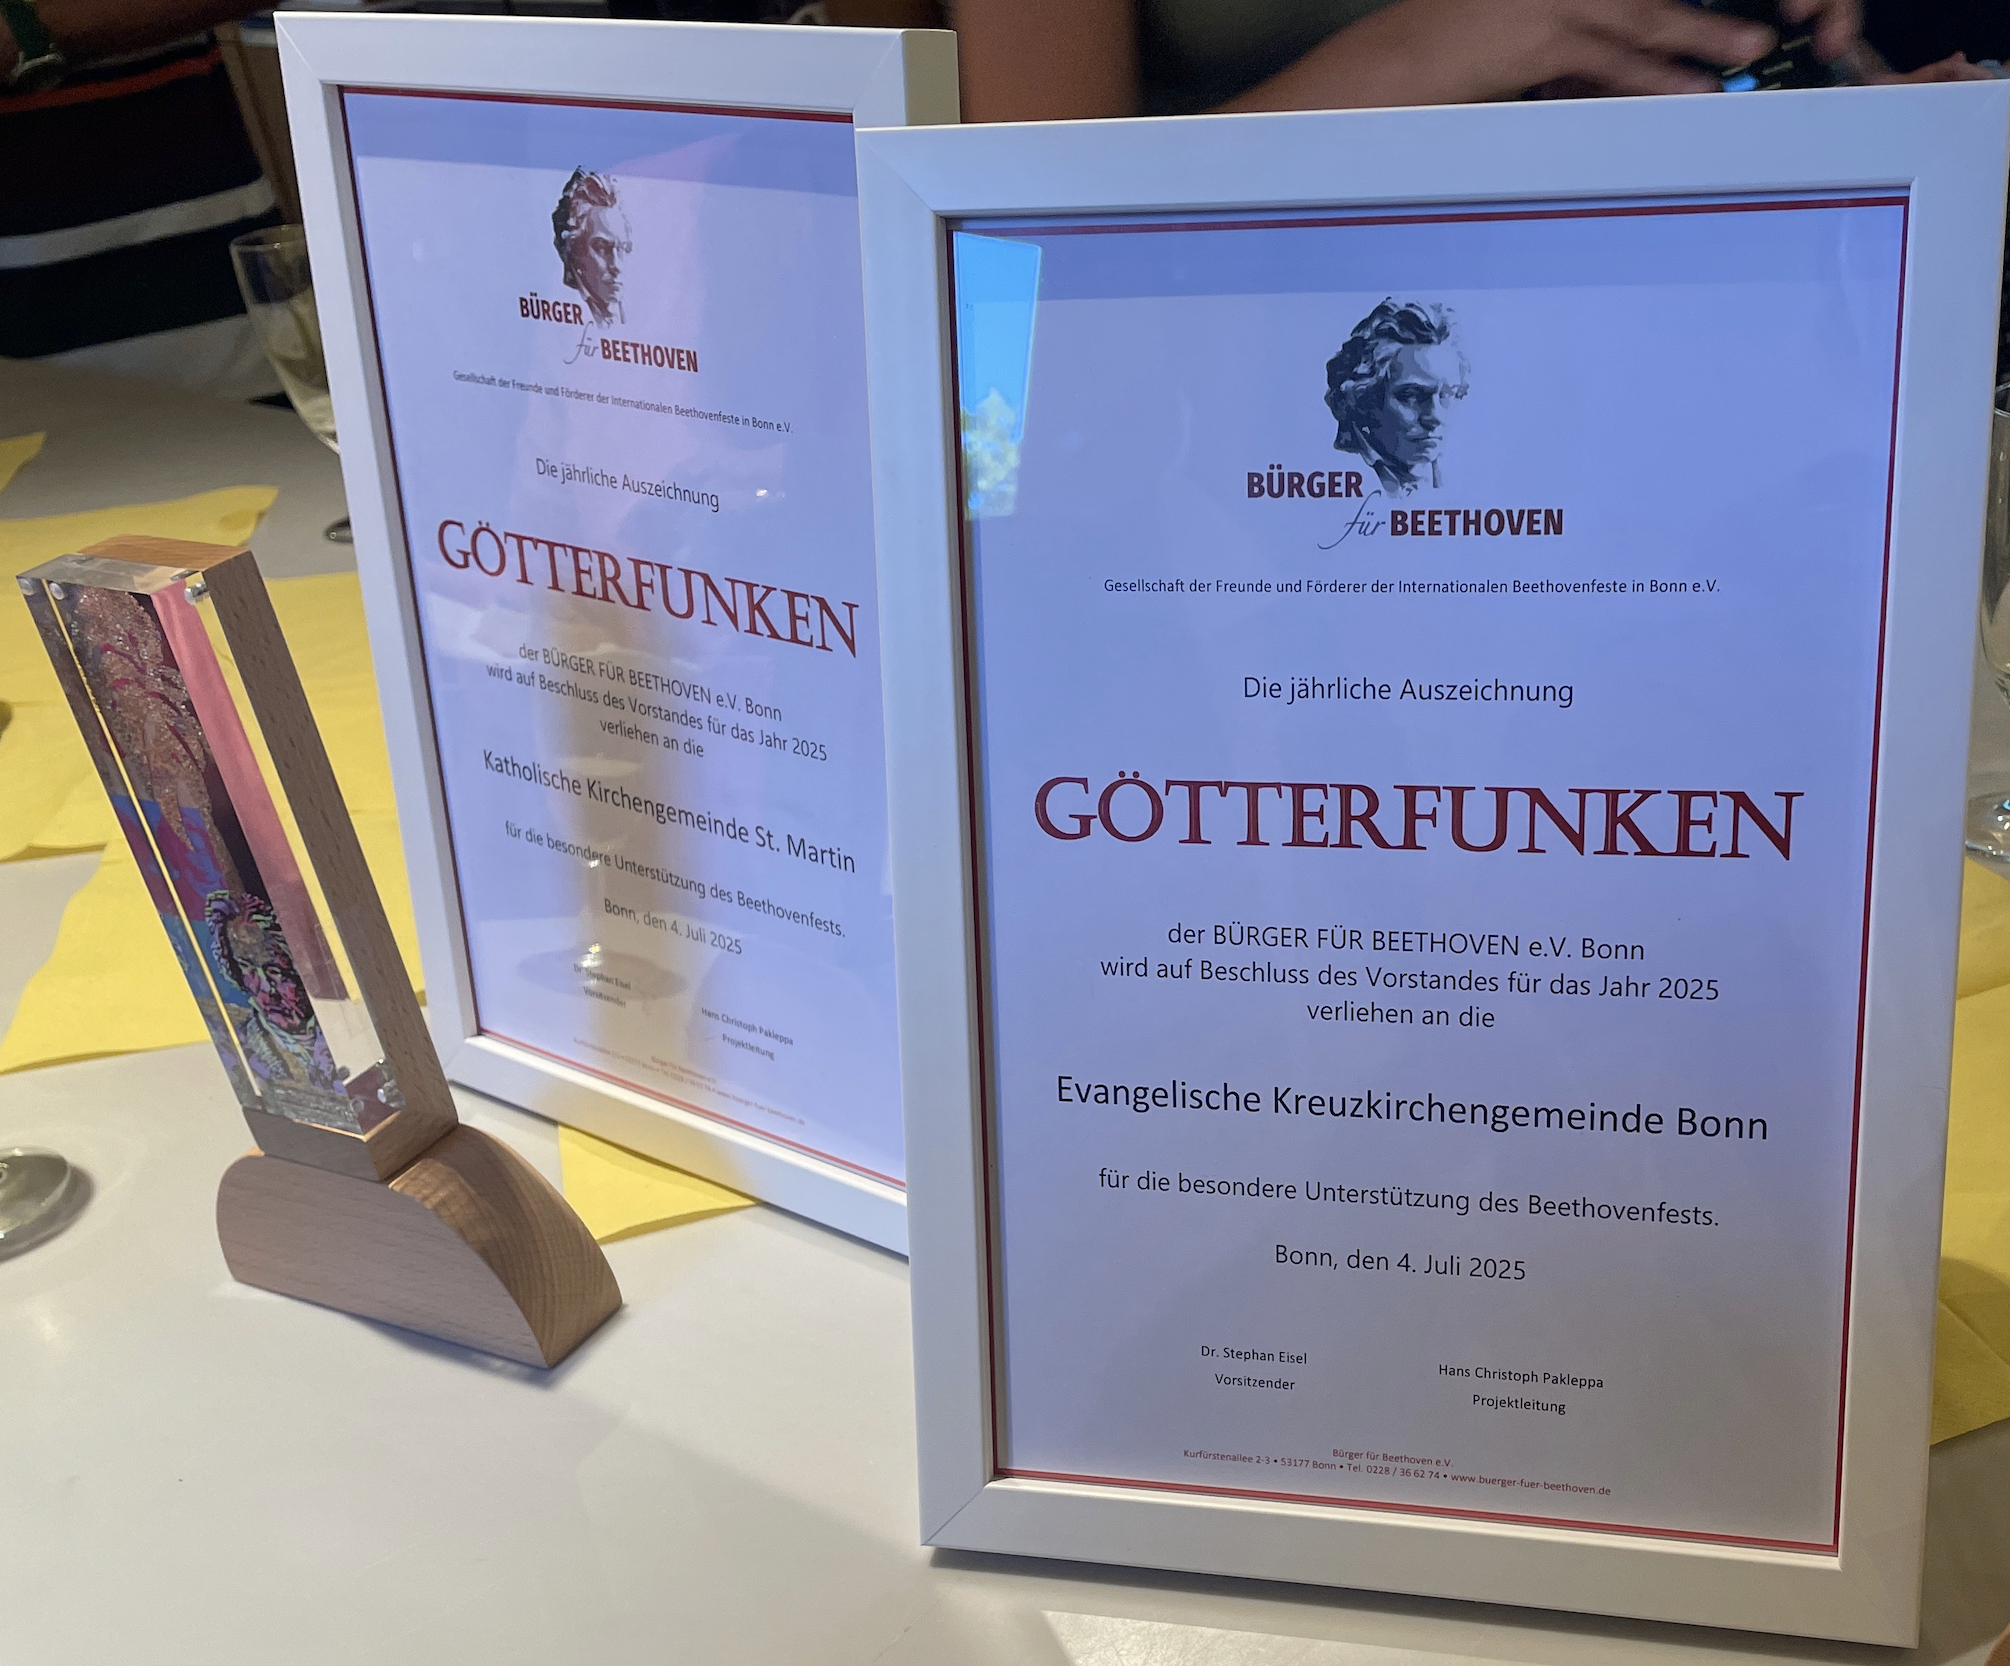 BÜRGER
für BEETHOVEN
Gesellschaft der Freunde und Förderer der Internationalen Beethovenfeste in Bonn e.V.
Die jährliche Auszeichnung
GÖTTERFUNKEN
der BÜRGER FÜR BEETHOVEN e.V. Bonn
wird auf Beschluss des Vorstandes für das Jahr 2025
verliehen an die
Katholische Kirchengemeinde St. Martin
für die besondere Unterstützung des Beethovenfests.
Bonn, den 4. Juli 2025
Dr. Stephan Eisel
Vorsitzender
Hans Christoph Pakleppa
Projektleitung
BÜRGER
für BEETHOVEN
Gesellschaft der Freunde und Förderer der Internationalen Beethovenfeste in Bonn e.V.
Die jährliche Auszeichnung
GÖTTERFUNKEN
der BÜRGER FÜR BEETHOVEN e.V. Bonn
wird auf Beschluss des Vorstandes für das Jahr 2025
verliehen an die
Evangelische Kreuzkirchengemeinde Bonn
für die besondere Unterstützung des Beethovenfests.
Bonn, den 4. Juli 2025
Dr. Stephan Eisel
Vorsitzender
Hans Christoph Pakleppa
Projektleitung
Bürger für Beethoven e.V.
Kurfürstenallee 2-3 • 53177 Bonn • Tel. 0228 / 36 62 74 • www.buerger-fuer-beethoven.de